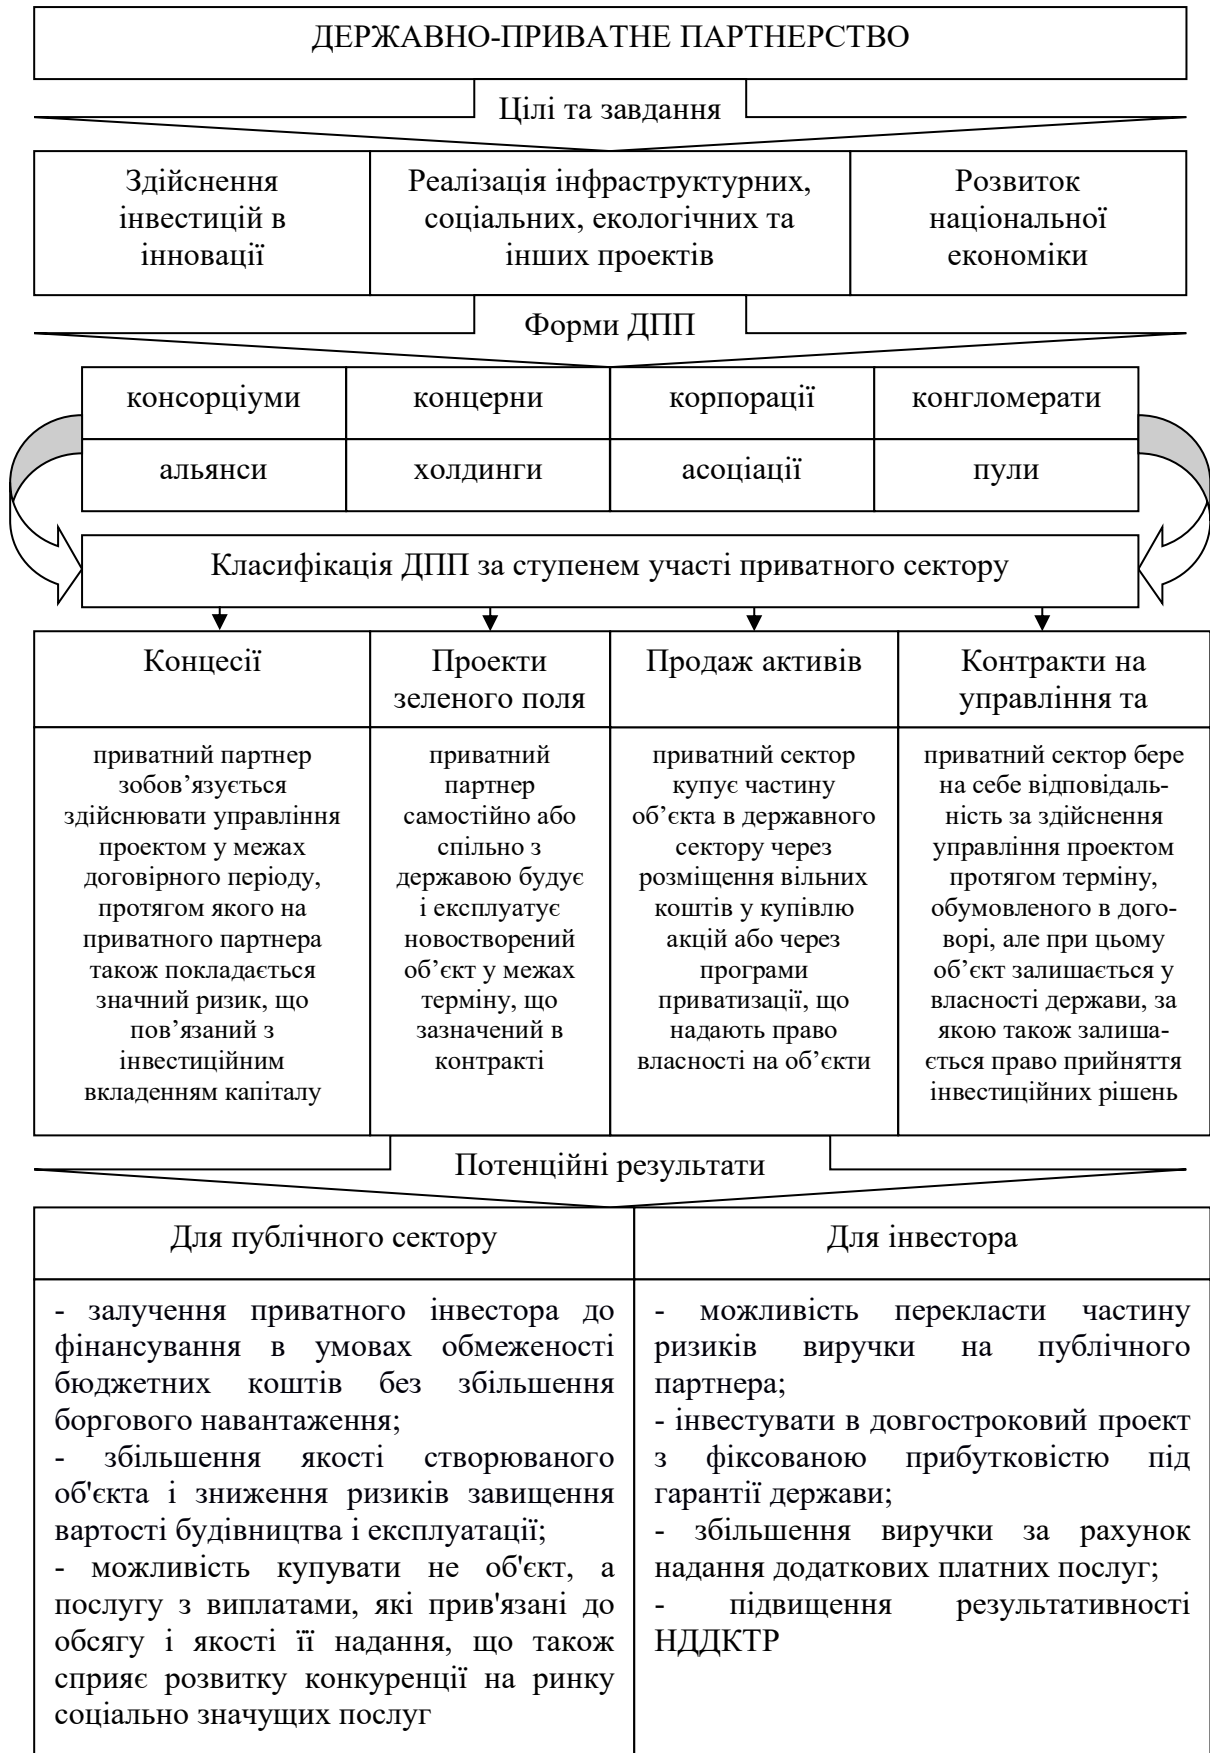 ДЕРЖАВНО-ПРИВАТНЕ ПАРТНЕРСТВО
Цілі та завдання
Здійснення
інвестицій в
інновації
Реалізація інфраструктурних,
соціальних, екологічних та
інших проектів
Розвиток
національної
економіки
Форми ДПП
консорціуми
концерни
корпорації
конгломерати
альянси
холдинги
асоціації
пули
Класифікація ДПП за ступенем участі приватного сектору
Концесії
Проекти
зеленого поля
Продаж активів
Контракти на
управління та
приватний партнер
зобов’язується
здійснювати управління
проектом у межах
договірного періоду,
протягом якого на
приватного партнера
також покладається
значний ризик, що
пов’язаний з
інвестиційним
вкладенням капіталу
приватний
партнер
самостійно або
спільно з
державою будує
і експлуатує
новостворений
об’єкт у межах
терміну, що
зазначений в
контракті
приватний сектор
купує частину
об’єкта в державного
сектору через
розміщення вільних
коштів у купівлю
акцій або через
програми
приватизації, що
надають право
власності на об’єкти
приватний сектор бере
на себе відповідаль-
ність за здійснення
управління проектом
протягом терміну,
обумовленого в дого-
ворі, але при цьому
об’єкт залишається у
власності держави, за
якою також залиша-
ється право прийняття
інвестиційних рішень
Потенційні результати
Для публічного сектору
- залучення приватного інвестора до
фінансування в умовах обмеженості
бюджетних коштів без збільшення
боргового навантаження;
- збільшення якості створюваного
об'єкта і зниження ризиків завищення
вартості будівництва і експлуатації;
- можливість купувати не об'єкт, а
послугу з виплатами, які прив'язані до
обсягу і якості її надання, що також
сприяє розвитку конкуренції на ринку
соціально значущих послуг
Для інвестора
- можливість перекласти частину
ризиків виручки на публічного
партнера;
- інвестувати в довгостроковий проект
з фіксованою прибутковістю під
гарантії держави;
- збільшення виручки за рахунок
надання додаткових платних послуг;
- підвищення результативності
НДДКТР